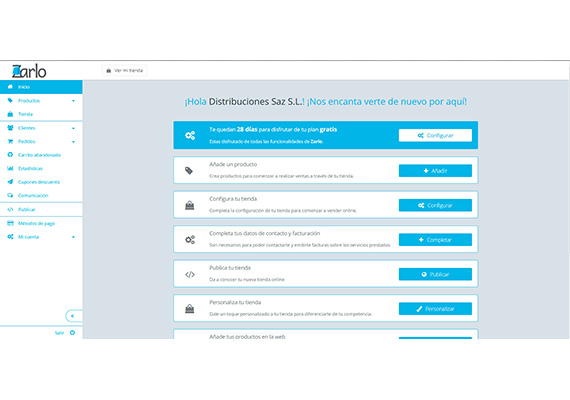 Zarlo
Ver mi tienda
Inicio
Productos
Tienda
Clientes
Pedidos
Carrito abandonado
Estadísticas
Cupones descuento
Comunicación
Publicar
Métodos de pago
Mi cuenta
Salir
¡Hola Distribuciones Saz S.L.! ¡Nos encanta verte de nuevo por aquí!
Te quedan 28 días para disfrutar de tu plan gratis
Estas disfrutado de todas las funcionalidades de Zarlo.
Configurar
Añade un producto
Crea productos para comenzar a realizar ventas a través de tu tienda.
Añadir
Configura tu tienda
Completa la configuración de tu tienda para comenzar a vender online.
Configurar
Completa tus datos de contacto y facturación
Son necesarios para poder contactarte y emitirte facturas sobre los servicios prestados.
Completar
Publica tu tienda
Da a conocer tu nueva tienda online
Publicar
Personaliza tu tienda
Dale un toque personalizado a tu tienda para diferenciarte de tu competencia.
Personalizar
Añade tus productos en la web